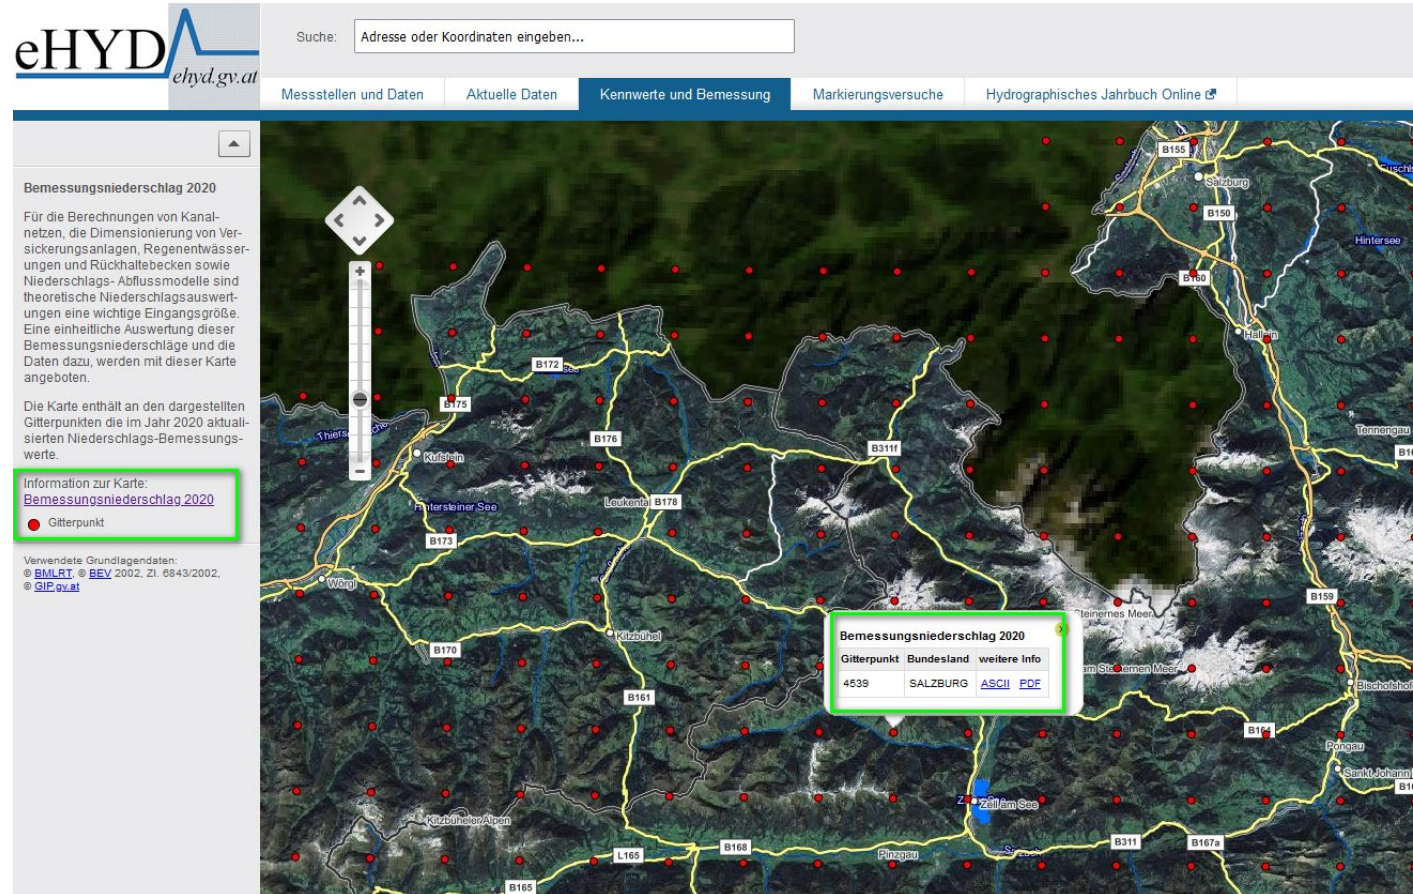 eHYD
ehyd.gv.at
Suche:
Adresse oder Koordinaten eingeben...
Messstellen und Daten
Aktuelle Daten
Kennwerte und Bemessung
Markierungsversuche
Hydrographisches Jahrbuch Online
Bemessungsniederschlag 2020
Für die Berechnungen von Kanal-
netzen, die Dimensionierung von Ver-
sickerungsanlagen, Regenentwässer-
ungen und Rückhaltebecken sowie
Niederschlags- Abflussmodelle sind
theoretische Niederschlagsauswert-
ungen eine wichtige Eingangsgröße.
Eine einheitliche Auswertung dieser
Bemessungsniederschläge und die
Daten dazu, werden mit dieser Karte
angeboten.
Die Karte enthält an den dargestellten
Gitterpunkten die im Jahr 2020 aktuali-
sierten Niederschlags-Bemessungs-
werte.
Information zur Karte:
Bemessungsniederschlag 2020
Gitterpunkt
Verwendete Grundlagendaten:
© BMLRT, © BEV 2002, Zl. 6843/2002,
© GIP.gv.at
B155
Salzburg
B150
Hintersee
B160
Hallein
B172
B175
Tennengau
B176
Kufstein
B311f
Hintersteiner See
Leukental
B178
B173
Wörgl
B159
Steinernes Meer
Kitzbühel
B170
Bemessungsniederschlag 2020
Gitterpunkt Bundesland weitere Info
4539 SALZBURG ASCII PDF
am Steinernen Meer
B161
Bischofshof
B164
Pongau
Sankt Johann
Zell am See
Kitzbüheler Alpen
B168
Pinzgau
L165
B311
B167a
B165